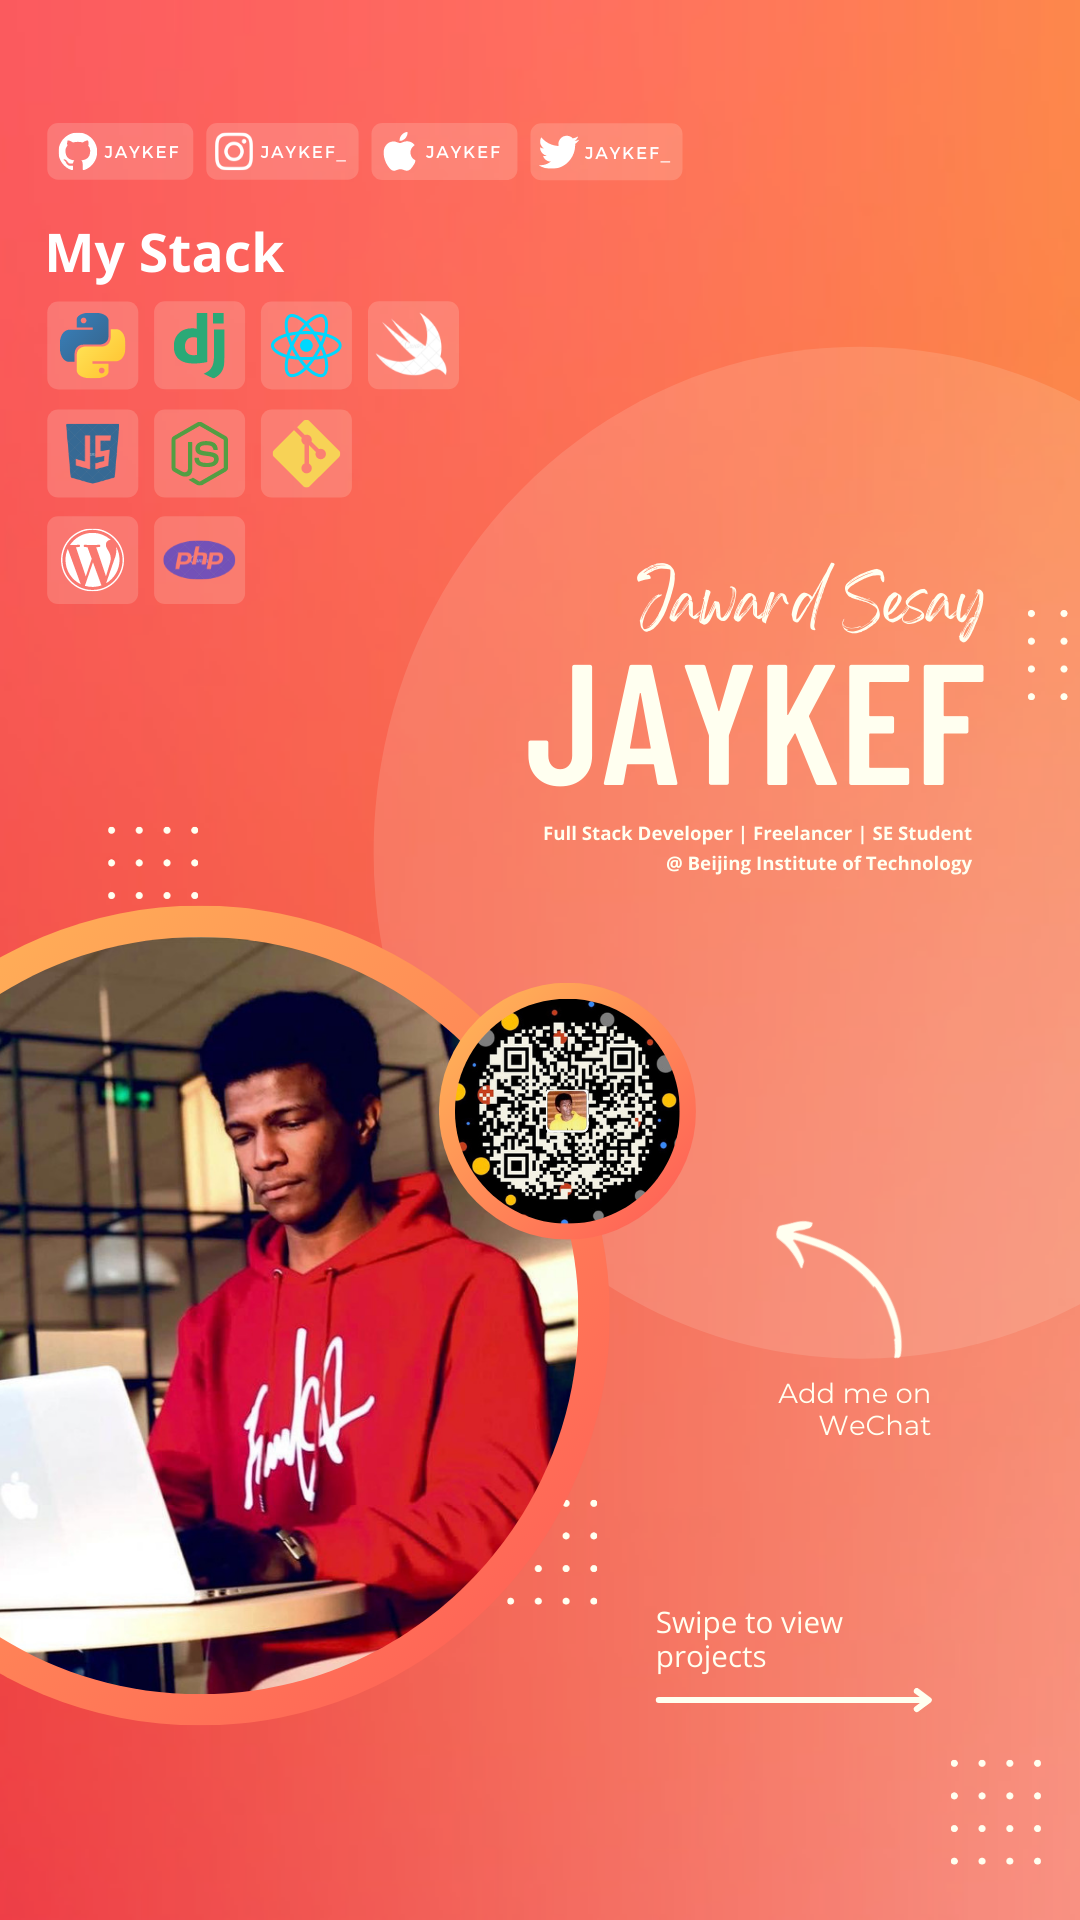 JAYKEF
JAYKEF_
JAYKEF
JAYKEF_
My Stack
dj
JS
JS
W
php
Jaward Sesay
JAYKEF
Full Stack Developer | Freelancer | SE Student
@ Beijing Institute of Technology
Add me on
WeChat
Swipe to view
projects